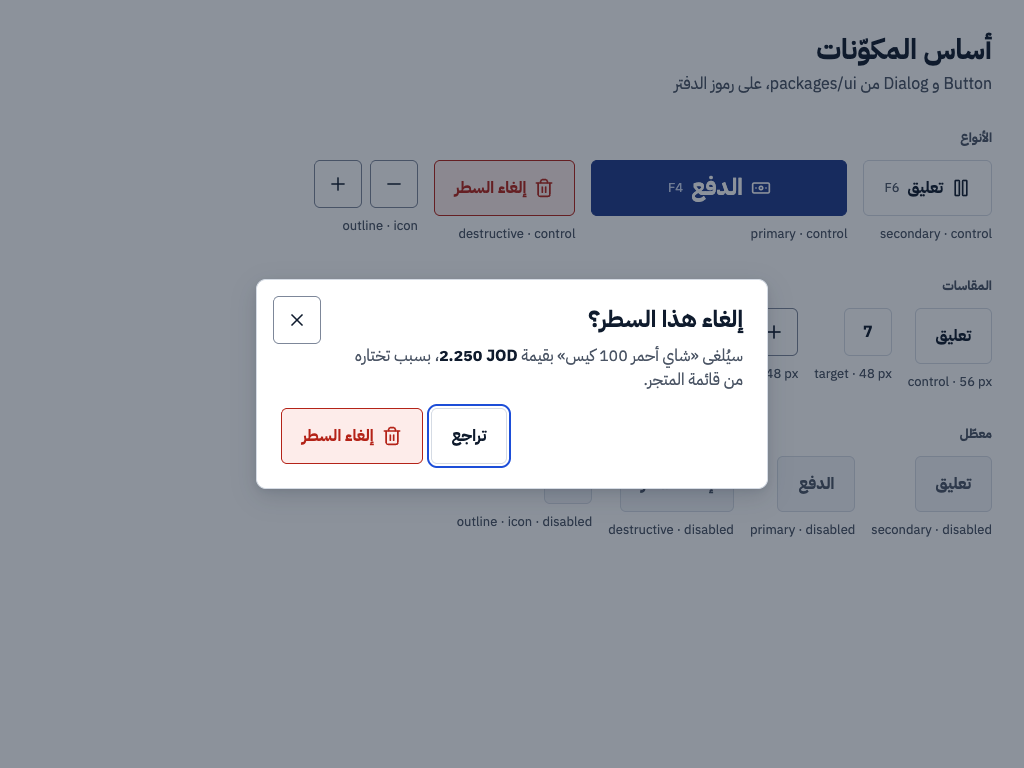 أساس المكوّنات
Button و Dialog من packages/ui، على رموز الدفتر
الأنواع
تعليق F6
الدفع F4
إلغاء السطر
secondary · control
primary · control
destructive · control
outline · icon
المقاسات
تعليق
7
control · 56 px
target · 48 px
48 px
إلغاء هذا السطر؟
سيُلغى «شاي أحمر 100 كيس» بقيمة 2.250 JOD، بسبب تختاره
من قائمة المتجر.
تراجع
إلغاء السطر
معطّل
تعليق
الدفع
secondary · disabled
primary · disabled
destructive · disabled
outline · icon · disabled